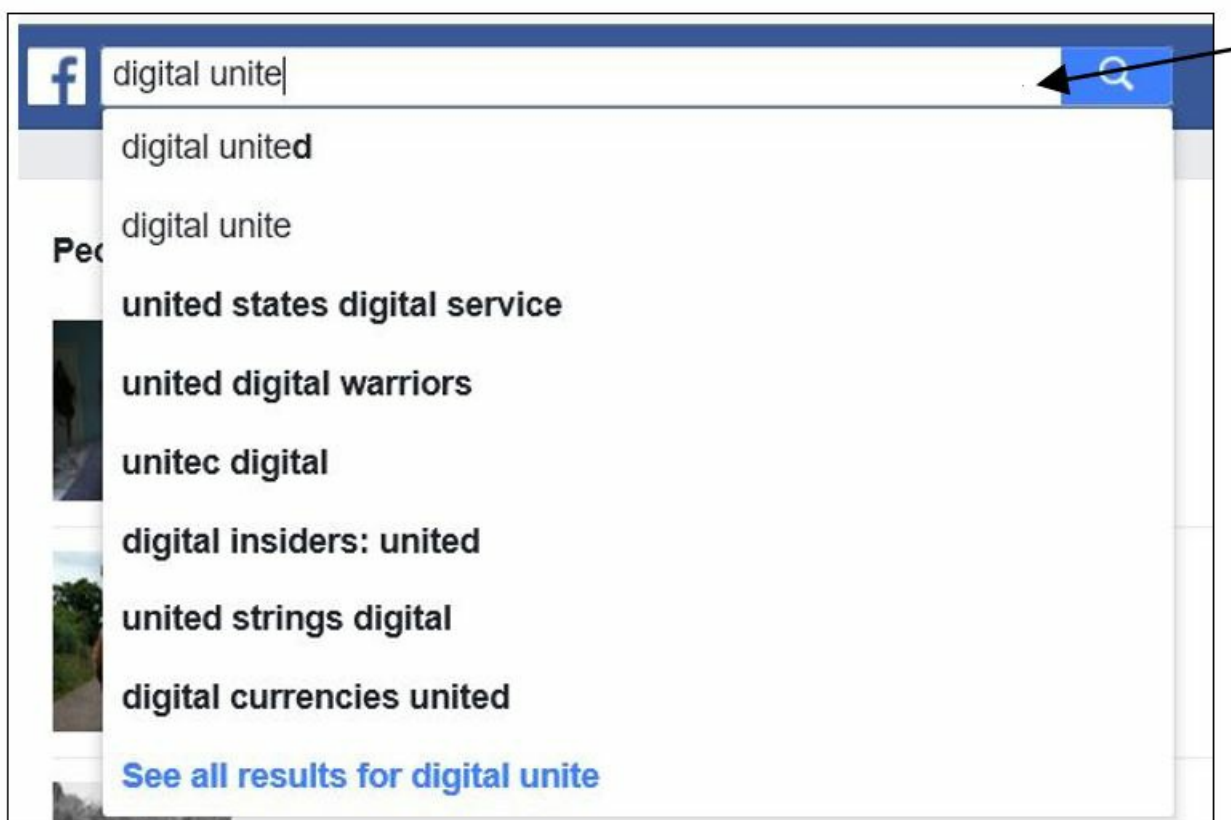 f
digital unite
digital united
digital unite
Peo
united states digital service
united digital warriors
unitec digital
digital insiders: united
united strings digital
digital currencies united
See all results for digital unite